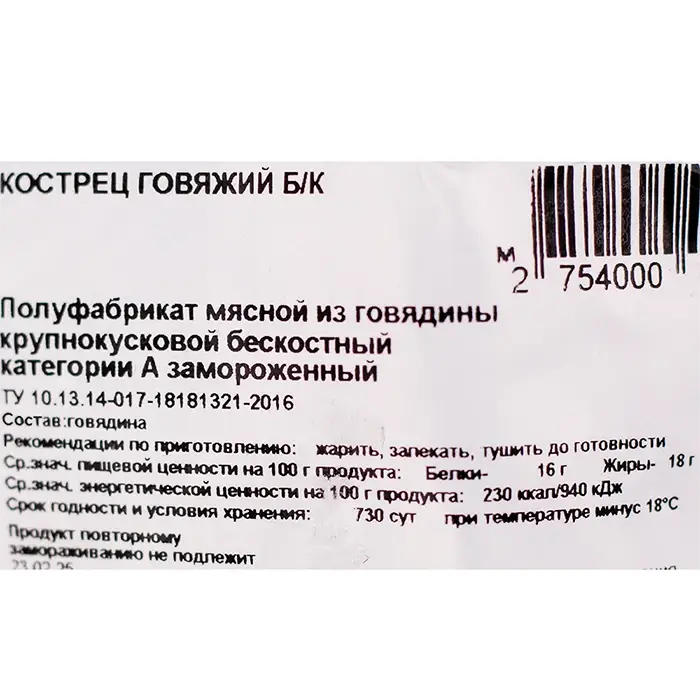 КОСТРЕЦ ГОВЯЖИЙ Б/К
м
2 754000
Полуфабрикат мясной из говядины
крупнокусковой бескостный
категории А замороженный
ТУ 10.13.14-017-18181321-2016
Состав:говядина
Рекомендации по приготовлению: жарить, запекать, тушить до готовности
Ср.знач. пищевой ценности на 100 г продукта: Белки- 16 г Жиры- 18 г
Ср.знач. энергетической ценности на 100 г продукта: 230 ккал/940 кДж
Срок годности и условия хранения: 730 сут при температуре минус 18°С
Продукт повторному
замораживанию не подлежит